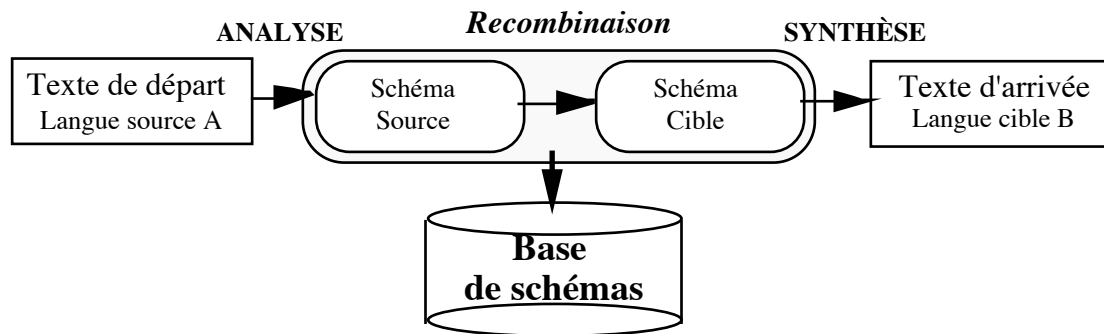 ANALYSE
Recombinaison
SYNTHÈSE
Texte de départ
Langue source A
Schéma
Source
Schéma
Cible
Texte d'arrivée
Langue cible B
Base
de schémas